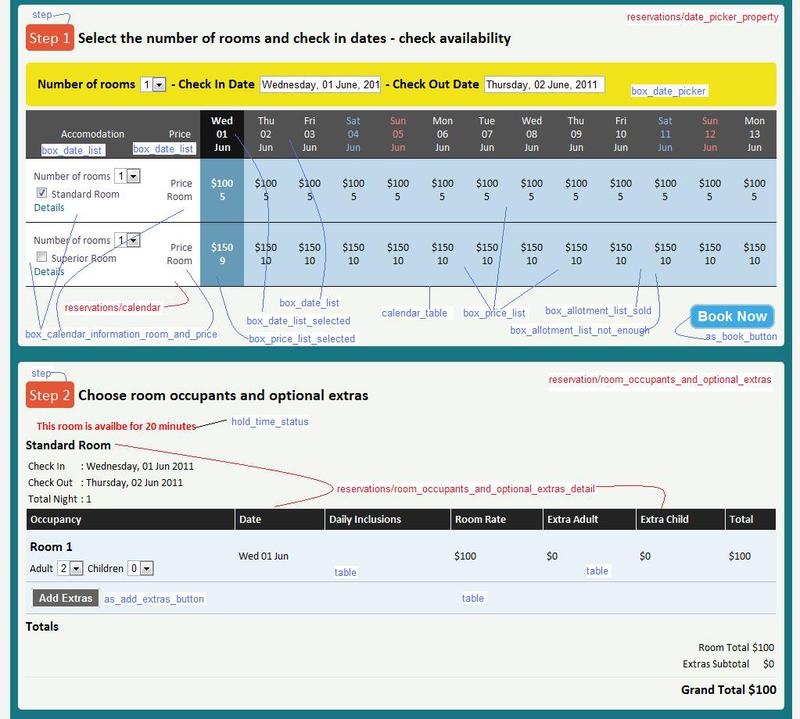 step
reservations/date_picker_property
Step 1 Select the number of rooms and check in dates - check availability
Number of rooms 1 - Check In Date Wednesday, 01 June, 201 - Check Out Date Thursday, 02 June, 2011
box_date_picker
Wed Thu Fri Sat Sun Mon Tue Wed Thu Fri Sat Sun Mon
Accomodation Price 01 02 03 04 05 06 07 08 09 10 11 12 13
box_date_list box_date_list Jun Jun Jun Jun Jun Jun Jun Jun Jun Jun Jun Jun Jun
Number of rooms 1
Price $100 $100 $100 $100 $100 $100 $100 $100 $100 $100 $100 $100 $100
Standard Room Room 5 5 5 5 5 5 5 5 5 5 5 5 5
Details
Number of rooms 1
Price $150 $150 $150 $150 $150 $150 $150 $150 $150 $150 $150 $150 $150
Superior Room Room 9 10 10 10 10 10 10 10 10 10 10 10 10
Details
reservations/calendar
box_date_list
calendar_table
box_price_list
box_allotment_list_sold
Book Now
box_date_list_selected
box_calendar_information_room_and_price
box_price_list_selected
box_allotment_list_not_enough
as_book_button
step
reservation/room_occupants_and_optional_extras
Step 2 Choose room occupants and optional extras
This room is availbe for 20 minutes
hold_time_status
Standard Room
Check In : Wednesday, 01 Jun 2011
Check Out : Thursday, 02 Jun 2011
reservations/room_occupants_and_optional_extras_detail
Total Night : 1
Occupancy Date Daily Inclusions Room Rate Extra Adult Extra Child Total
Room 1
Wed 01 Jun $100 $0 $0 $100
Adult 2 Children 0
table
table
Add Extras as_add_extras_button
table
Totals
Room Total $100
Extras Subtotal $0
Grand Total $100